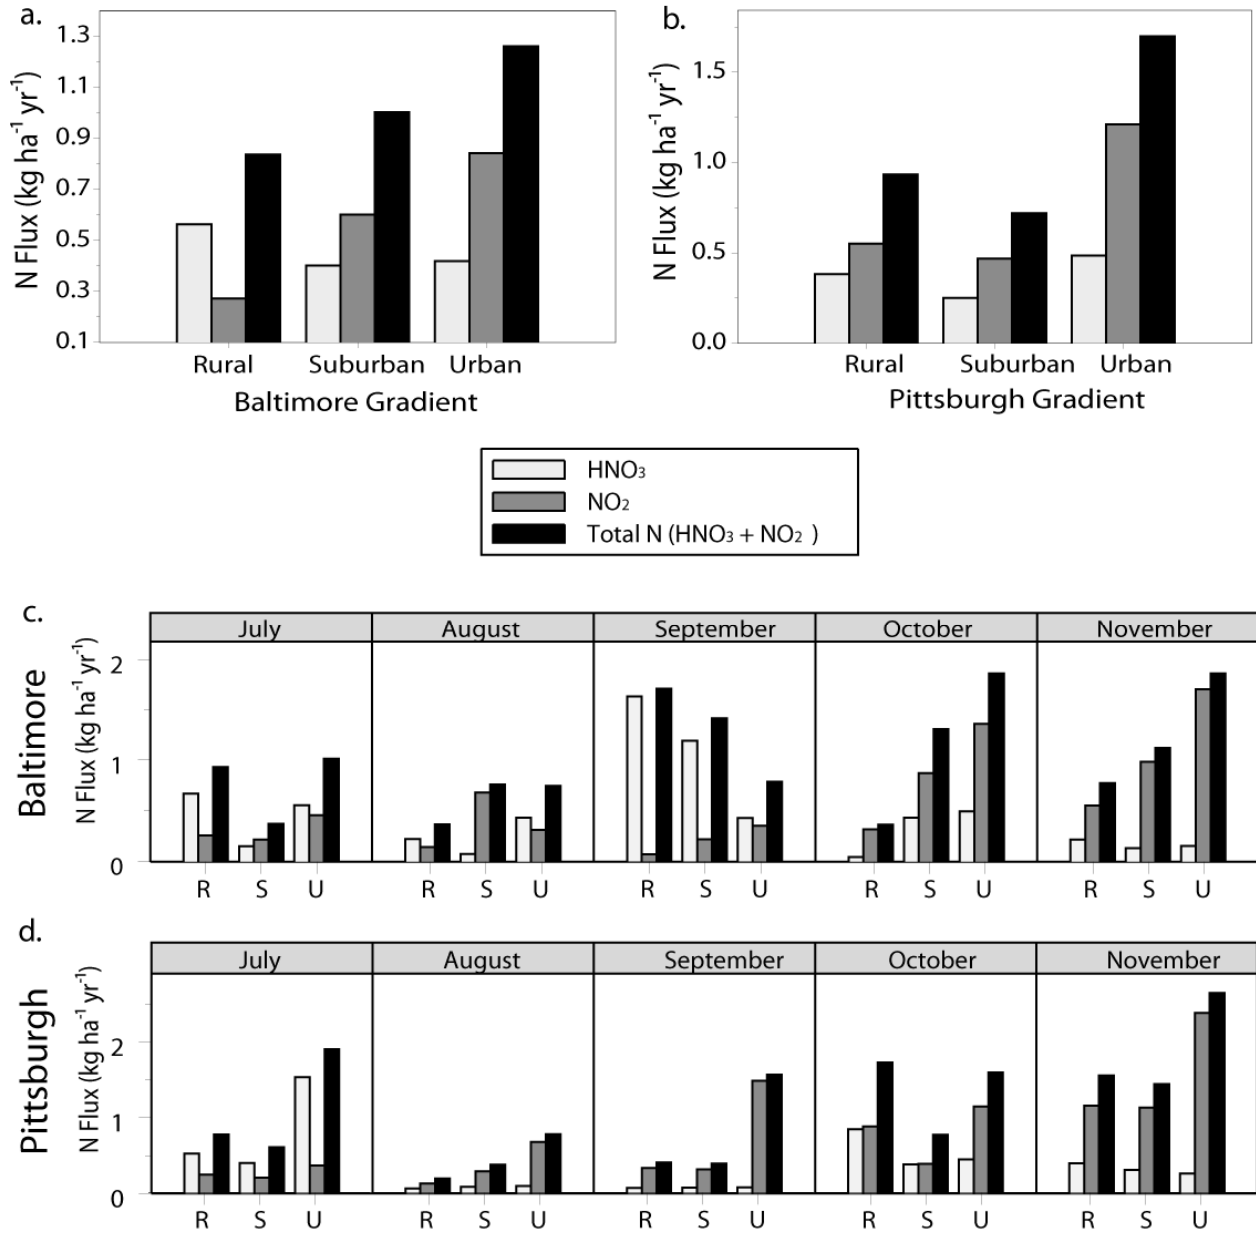 a.
N Flux (kg ha⁻¹ yr⁻¹)
1.3
1.1
0.9
0.7
0.5
0.3
0.1
Rural Suburban Urban
Baltimore Gradient
b.
N Flux (kg ha⁻¹ yr⁻¹)
1.5
1.0
0.5
0.0
Rural Suburban Urban
Pittsburgh Gradient
HNO₃
NO₂
Total N (HNO₃ + NO₂ )
c.
Baltimore
N Flux (kg ha⁻¹ yr⁻¹)
July August September October November
2
1
0
R S U R S U R S U R S U R S U
d.
Pittsburgh
N Flux (kg ha⁻¹ yr⁻¹)
July August September October November
2
1
0
R S U R S U R S U R S U R S U